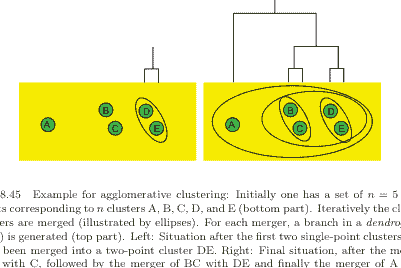 A B C D E A B C D E
8.45 Example for agglomerative clustering: Initially one has a set of n = 5
ts corresponding to n clusters A, B, C, D, and E (bottom part). Iteratively the cl
ers are merged (illustrated by ellipses). For each merger, a branch in a dendro
) is generated (top part). Left: Situation after the first two single-point clusters
been merged into a two-point cluster DE. Right: Final situation, after the me
with C, followed by the merger of BC with DE and finally the merger of A